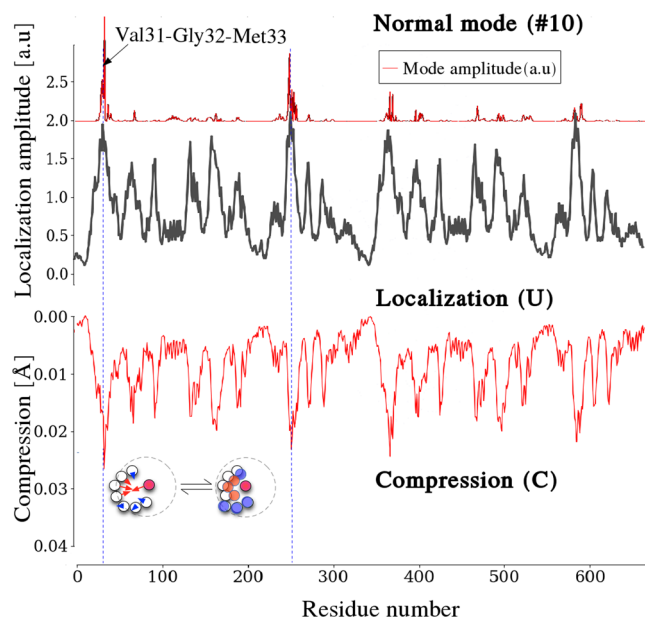 Normal mode (#10)
Val31-Gly32-Met33
Mode amplitude(a.u)
Localization amplitude [a.u]
2.5
2.0
1.5
1.0
0.5
0.0
Localization (U)
Compression [Å]
0.00
0.01
0.02
0.03
0.04
Compression (C)
0
100
200
300
400
500
600
Residue number